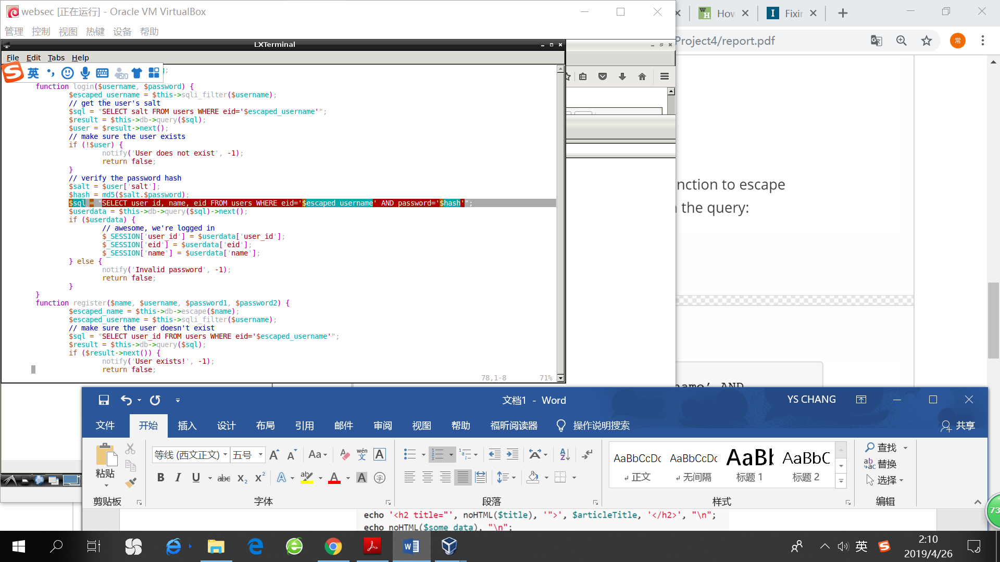 websec [正在运行] - Oracle VM VirtualBox
管理 控制 视图 热键 设备 帮助
How
Fixin
Project4/report.pdf
常
LXTerminal
File Edit Tabs Help
英
function login($username, $password) {
$escaped_username = $this->sqli_filter($username);
// get the user's salt
$sql = "SELECT salt FROM users WHERE eid='$escaped_username'";
$result = $this->db->query($sql);
$user = $result->next();
// make sure the user exists
if (!$user) {
notify('User does not exist', -1);
return false;
}
// verify the password hash
$salt = $user['salt'];
$hash = md5($salt.$password);
$sql = "SELECT user_id, name, eid FROM users WHERE eid='$escaped_username' AND password='$hash'";
$userdata = $this->db->query($sql)->next();
if ($userdata) {
// awesome, we're logged in
$_SESSION['user_id'] = $userdata['user_id'];
$_SESSION['eid'] = $userdata['eid'];
$_SESSION['name'] = $userdata['name'];
} else {
notify('Invalid password', -1);
return false;
}
}
function register($name, $username, $password1, $password2) {
$escaped_name = $this->db->escape($name);
$escaped_username = $this->sqli_filter($username);
// make sure the user doesn't exist
$sql = "SELECT user_id FROM users WHERE eid='$escaped_username'";
$result = $this->db->query($sql);
if ($result->next()) {
notify('User exists!', -1);
return false;
78,1-8 71%
nction to escape
the query:
name' AND
文档1 - Word
YS CHANG
文件 开始 插入 设计 布局 引用 邮件 审阅 视图 帮助 福昕阅读器 操作说明搜索 共享
粘贴
剪贴板
等线 (西文正文) 五号 A A Aa wén 文 A
B I U abc X₂ X² A ab A A 字
字体
段落
AaBbCcDc AaBbCcDc AaBl AaBbC
正文 无间隔 标题 1 标题 2
样式
查找
替换
选择
编辑
echo '<h2 title="', noHTML($title), '">', $articleTitle, '</h2>', "\n";
echo noHTML($some_data), "\n";
73
英
2:10
2019/4/26